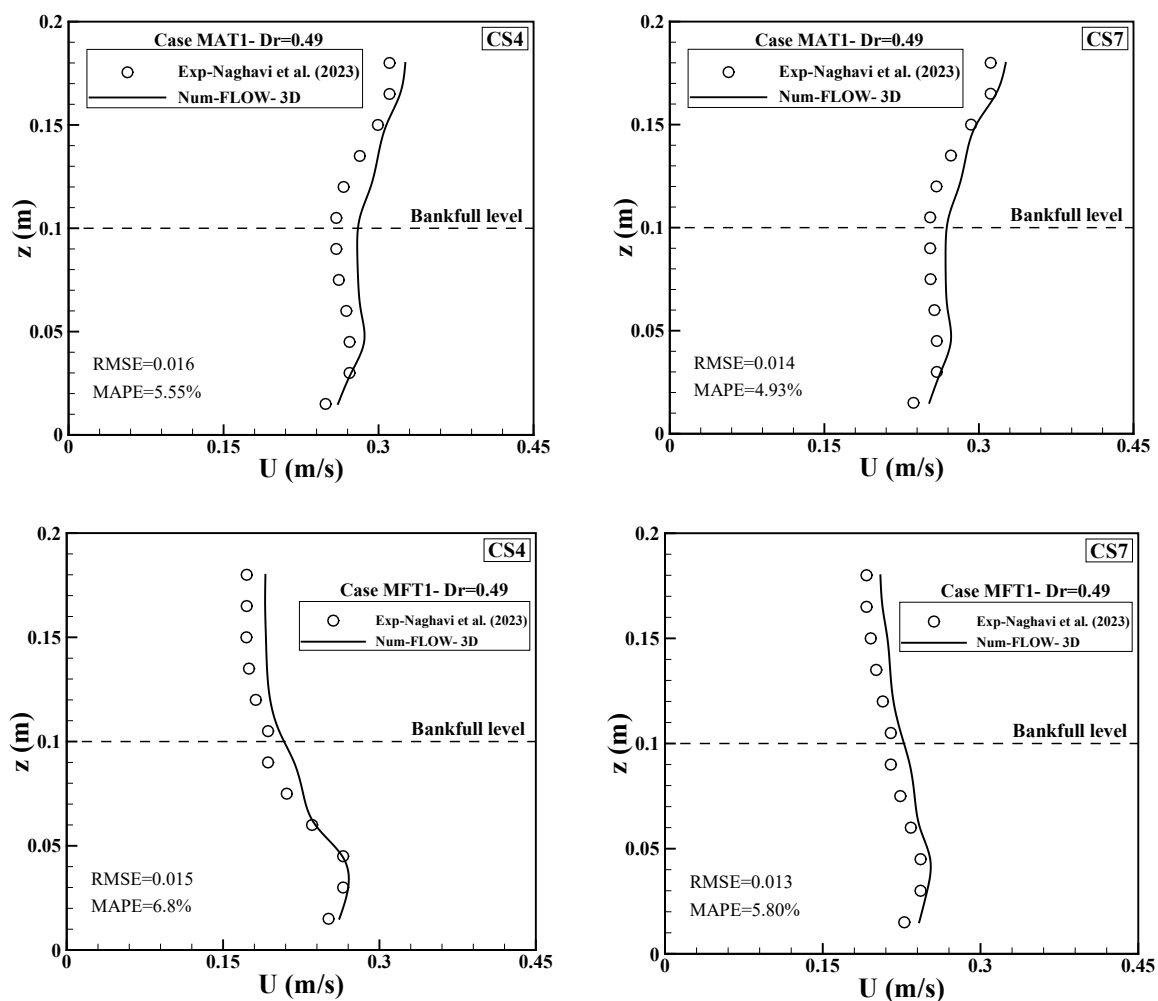 0.2
CS4
Case MAT1- Dr=0.49
Exp-Naghavi et al. (2023)
Num-FLOW- 3D
0.15
z (m)
Bankfull level
0.1
0.05
RMSE=0.016
MAPE=5.55%
0
0 0.15 0.3 0.45
U (m/s)
0.2
CS7
Case MAT1- Dr=0.49
Exp-Naghavi et al. (2023)
Num-FLOW- 3D
0.15
z (m)
Bankfull level
0.1
0.05
RMSE=0.014
MAPE=4.93%
0
0 0.15 0.3 0.45
U (m/s)
0.2
CS4
Case MFT1- Dr=0.49
Exp-Naghavi et al. (2023)
Num-FLOW- 3D
0.15
z (m)
Bankfull level
0.1
0.05
RMSE=0.015
MAPE=6.8%
0
0 0.15 0.3 0.45
U (m/s)
0.2
CS7
Case MFT1- Dr=0.49
Exp-Naghavi et al. (2023)
Num-FLOW- 3D
0.15
z (m)
Bankfull level
0.1
0.05
RMSE=0.013
MAPE=5.80%
0
0 0.15 0.3 0.45
U (m/s)